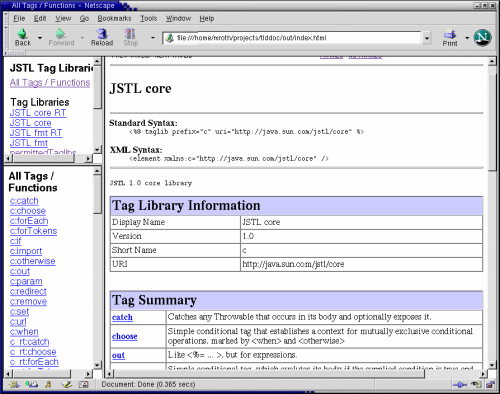 All Tags / Functions - Netscape
File Edit View Go Bookmarks Tools Window Help
Back Forward Reload Stop
file:///home/mroth/projects/tlddoc/out/index.html
Print
N
JSTL Tag Librarie
All Tags / Functions
Tag Libraries
JSTL core RT
JSTL core
JSTL fmt RT
JSTL fmt
permittedTaglibs
All Tags /
Functions
c:catch
c:choose
c:forEach
c:forTokens
c:if
c:import
c:otherwise
c:out
c:param
c:redirect
c:remove
c:set
c:url
c:when
c_rt:catch
c_rt:choose
c_rt:forEach
JSTL core
Standard Syntax:
<%@ taglib prefix="c" uri="http://java.sun.com/jstl/core" %>
XML Syntax:
<element xmlns:c="http://java.sun.com/jstl/core" />
JSTL 1.0 core library
Tag Library Information
Display Name JSTL core
Version 1.0
Short Name c
URI http://java.sun.com/jstl/core
Tag Summary
catch Catches any Throwable that occurs in its body and optionally exposes it.
choose Simple conditional tag that establishes a context for mutually exclusive conditional
operations, marked by <when> and <otherwise>
out Like <%= ... >, but for expressions.
Simple conditional tag, which evalutes its body if the supplied condition is true and
Document: Done (0.365 secs)